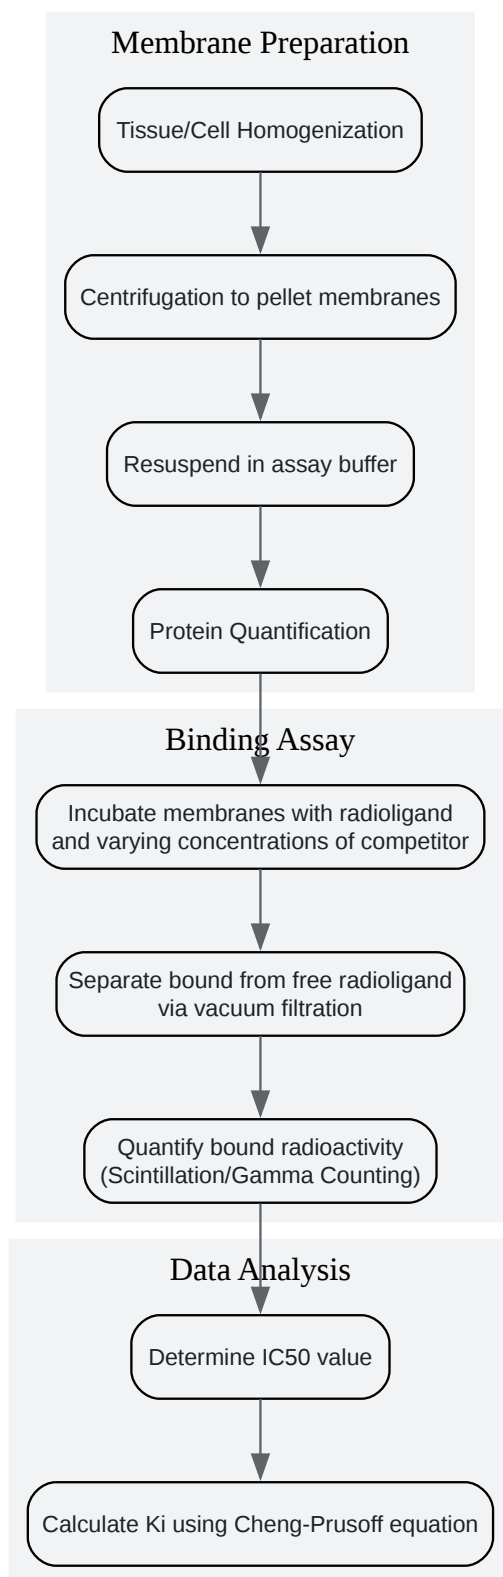 Membrane Preparation
Tissue/Cell Homogenization
Centrifugation to pellet membranes
Resuspend in assay buffer
Protein Quantification
Binding Assay
Incubate membranes with radioligand
and varying concentrations of competitor
Separate bound from free radioligand
via vacuum filtration
Quantify bound radioactivity
(Scintillation/Gamma Counting)
Data Analysis
Determine IC50 value
Calculate Ki using Cheng-Prusoff equation